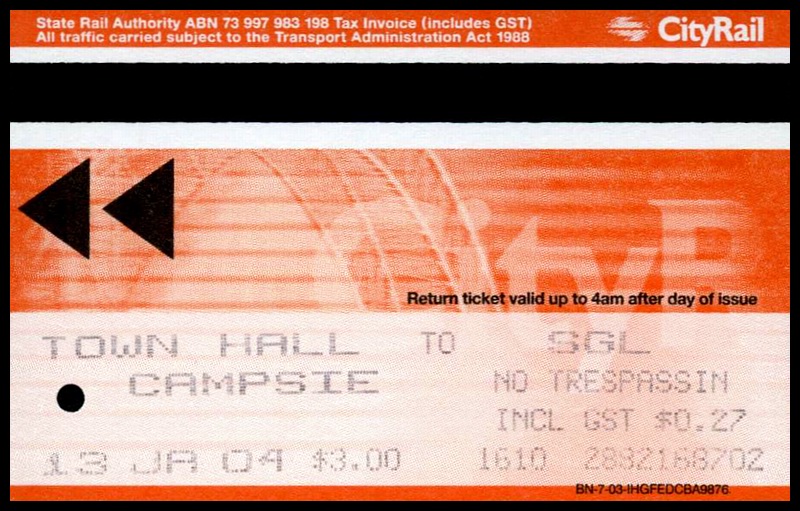 State Rail Authority ABN 73 997 983 198 Tax Invoice (includes GST)
All traffic carried subject to the Transport Administration Act 1988
CityRail
CityR
Return ticket valid up to 4am after day of issue
TOWN HALL TO SGL
CAMPSIE NO TRESPASSIN
INCL GST $0.27
13 JA 04 $3.00 1610 2882168702
BN-7-03-IHGFEDCBA9876